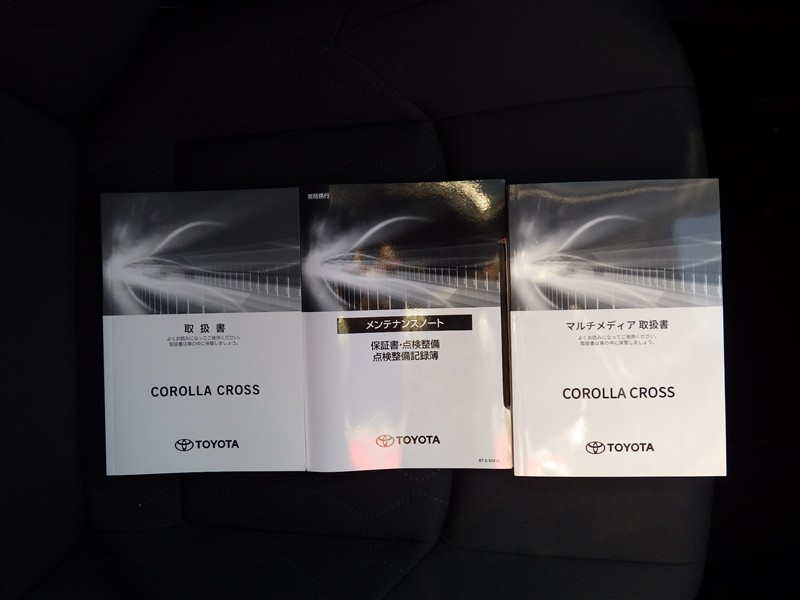 取扱書
よくお読みになってご使用ください。
取扱書は車の中に保管しましょう。
COROLLA CROSS
TOYOTA
常時携行
メンテナンスノート
保証書・点検整備
点検整備記録簿
TOYOTA
マルチメディア 取扱書
よくお読みになってご使用ください。
取扱書は車の中に保管しましょう。
COROLLA CROSS
TOYOTA